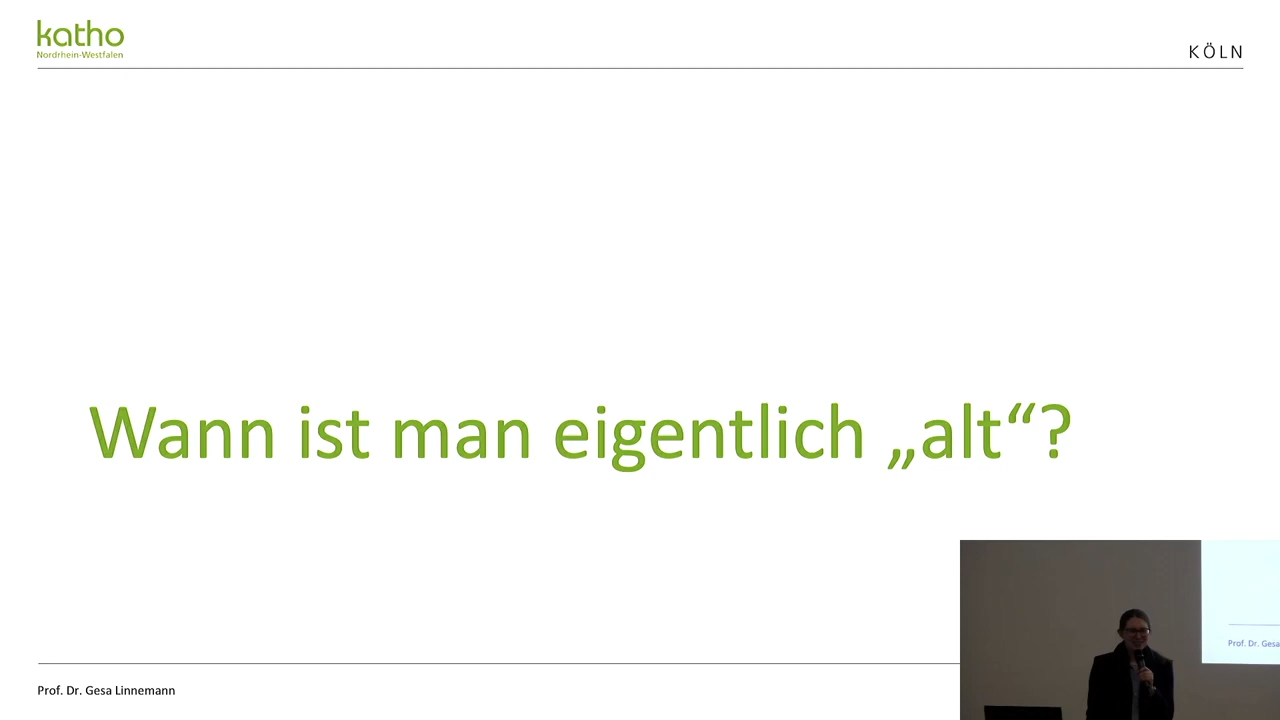 katho
Nordrhein-Westfalen
KÖLN
Wann ist man eigentlich „alt“?
Prof. Dr. Gesa Linnemann
Prof. Dr. Gesa